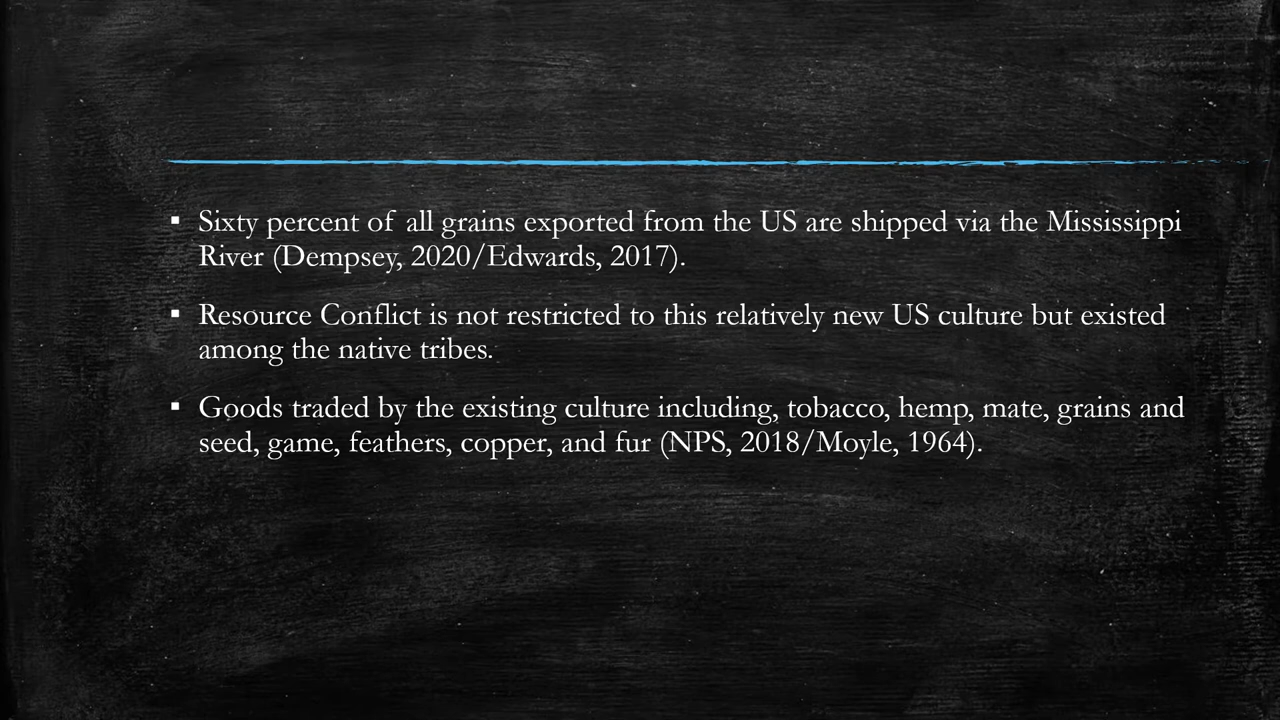 ▪ Sixty percent of all grains exported from the US are shipped via the Mississippi
River (Dempsey, 2020/Edwards, 2017).
▪ Resource Conflict is not restricted to this relatively new US culture but existed
among the native tribes.
▪ Goods traded by the existing culture including, tobacco, hemp, mate, grains and
seed, game, feathers, copper, and fur (NPS, 2018/Moyle, 1964).